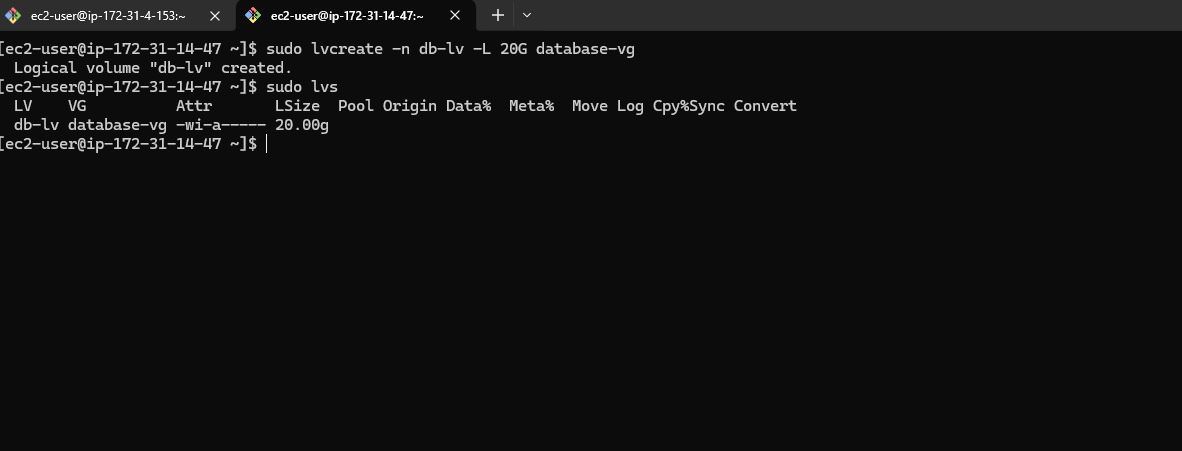 ec2-user@ip-172-31-4-153:~ ec2-user@ip-172-31-14-47:~
[ec2-user@ip-172-31-14-47 ~]$ sudo lvcreate -n db-lv -L 20G database-vg
  Logical volume "db-lv" created.
[ec2-user@ip-172-31-14-47 ~]$ sudo lvs
  LV    VG          Attr       LSize  Pool Origin Data%  Meta%  Move Log Cpy%Sync Convert
  db-lv database-vg -wi-a----- 20.00g
[ec2-user@ip-172-31-14-47 ~]$